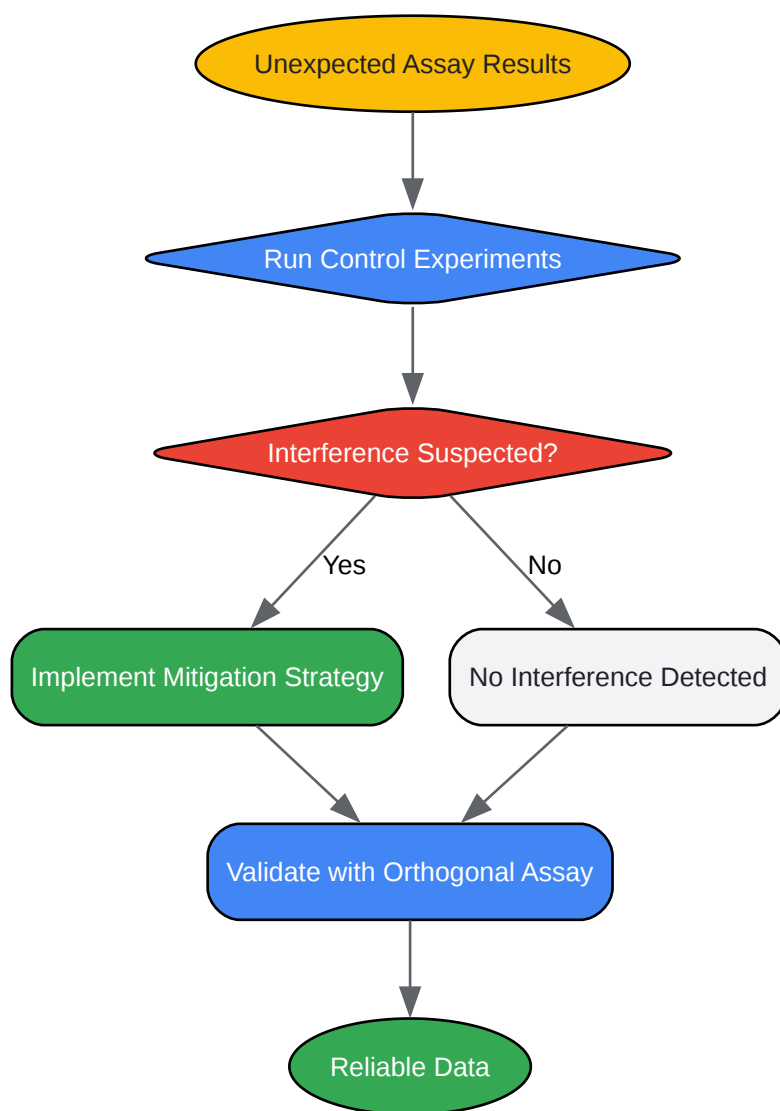 Unexpected Assay Results
Run Control Experiments
Interference Suspected?
Yes
No
Implement Mitigation Strategy
No Interference Detected
Validate with Orthogonal Assay
Reliable Data